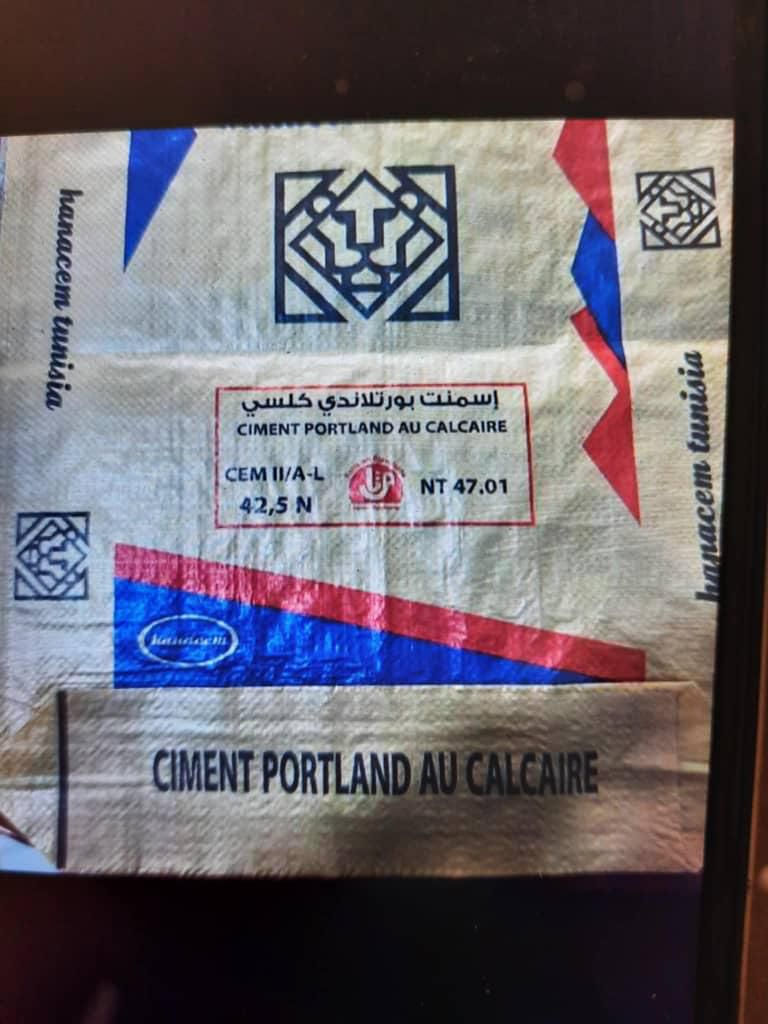 hanacem tunisia
إسمنت بورتلاندي كلسي
CIMENT PORTLAND AU CALCAIRE
CEM II/A-L
42,5 N
NT 47.01
hanacem tunisia
hanacem
CIMENT PORTLAND AU CALCAIRE